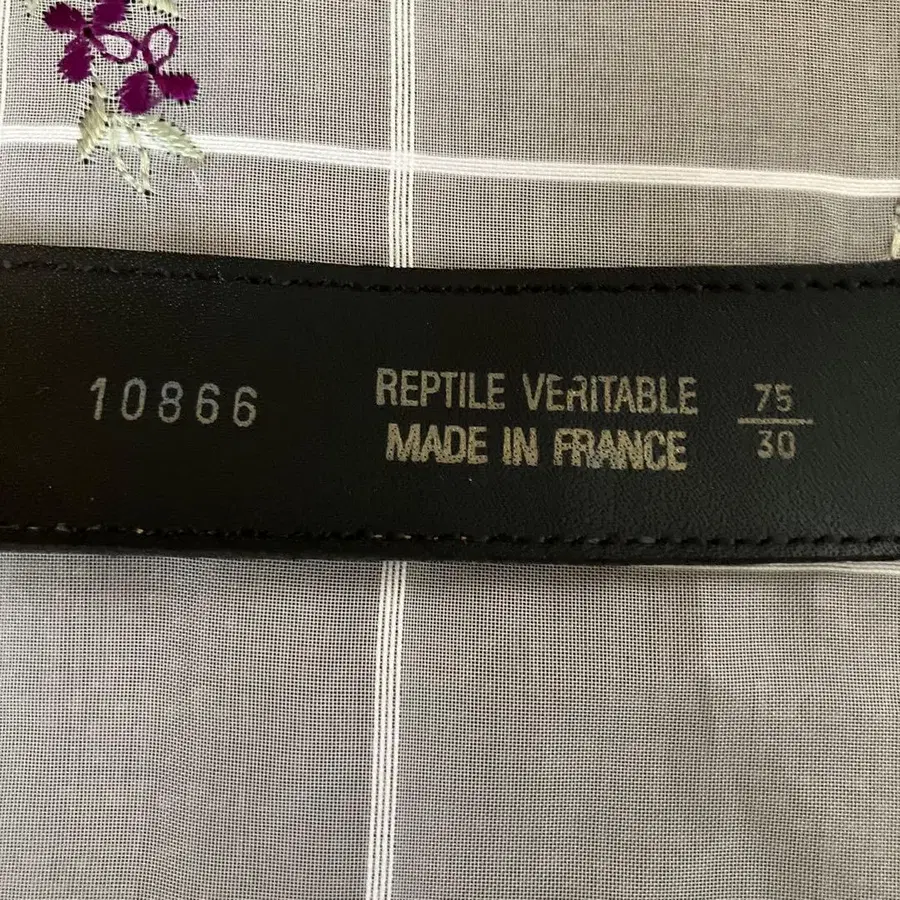 10866
REPTILE VERITABLE
MADE IN FRANCE
75
30